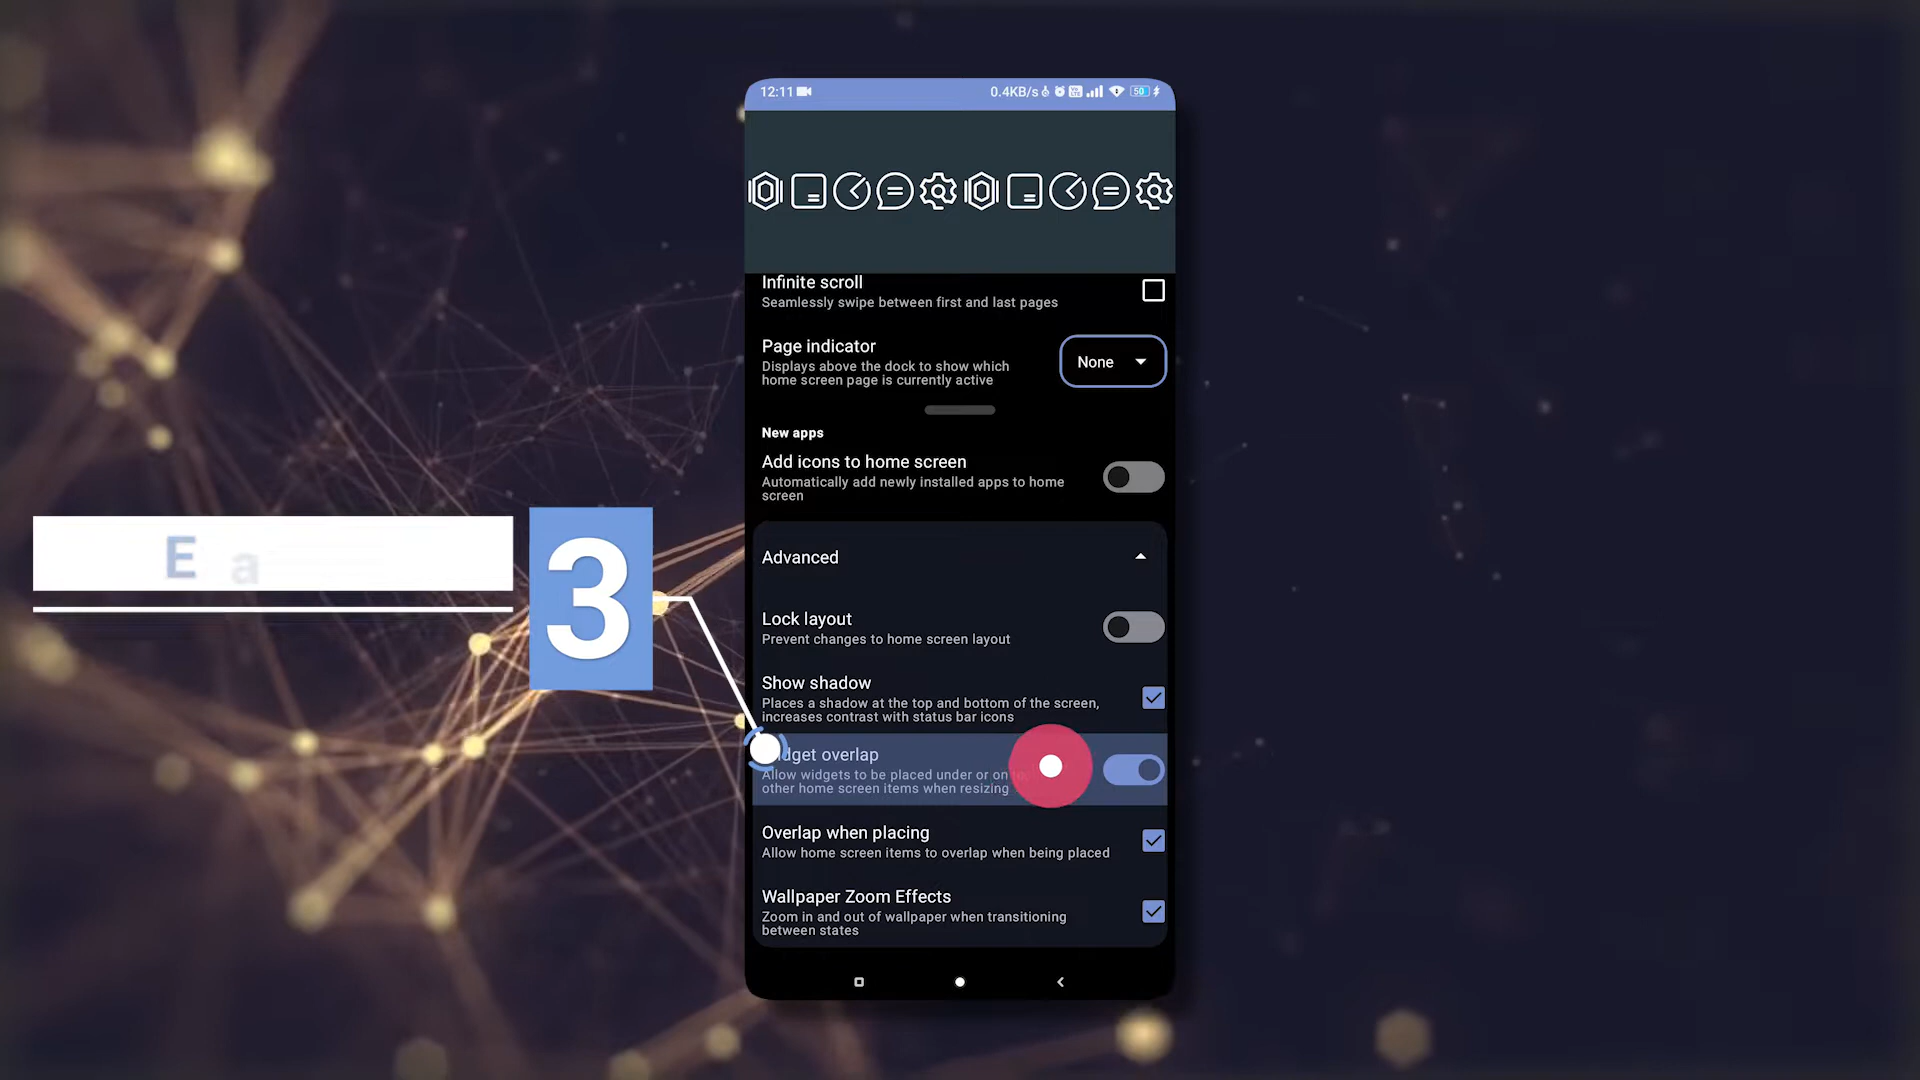 12:11
0.4KB/s
50
Infinite scroll
Seamlessly swipe between first and last pages
Page indicator
Displays above the dock to show which
home screen page is currently active
None
New apps
Add icons to home screen
Automatically add newly installed apps to home
screen
E a
3
Advanced
Lock layout
Prevent changes to home screen layout
Show shadow
Places a shadow at the top and bottom of the screen,
increases contrast with status bar icons
dget overlap
Allow widgets to be placed under or on
other home screen items when resizing
Overlap when placing
Allow home screen items to overlap when being placed
Wallpaper Zoom Effects
Zoom in and out of wallpaper when transitioning
between states